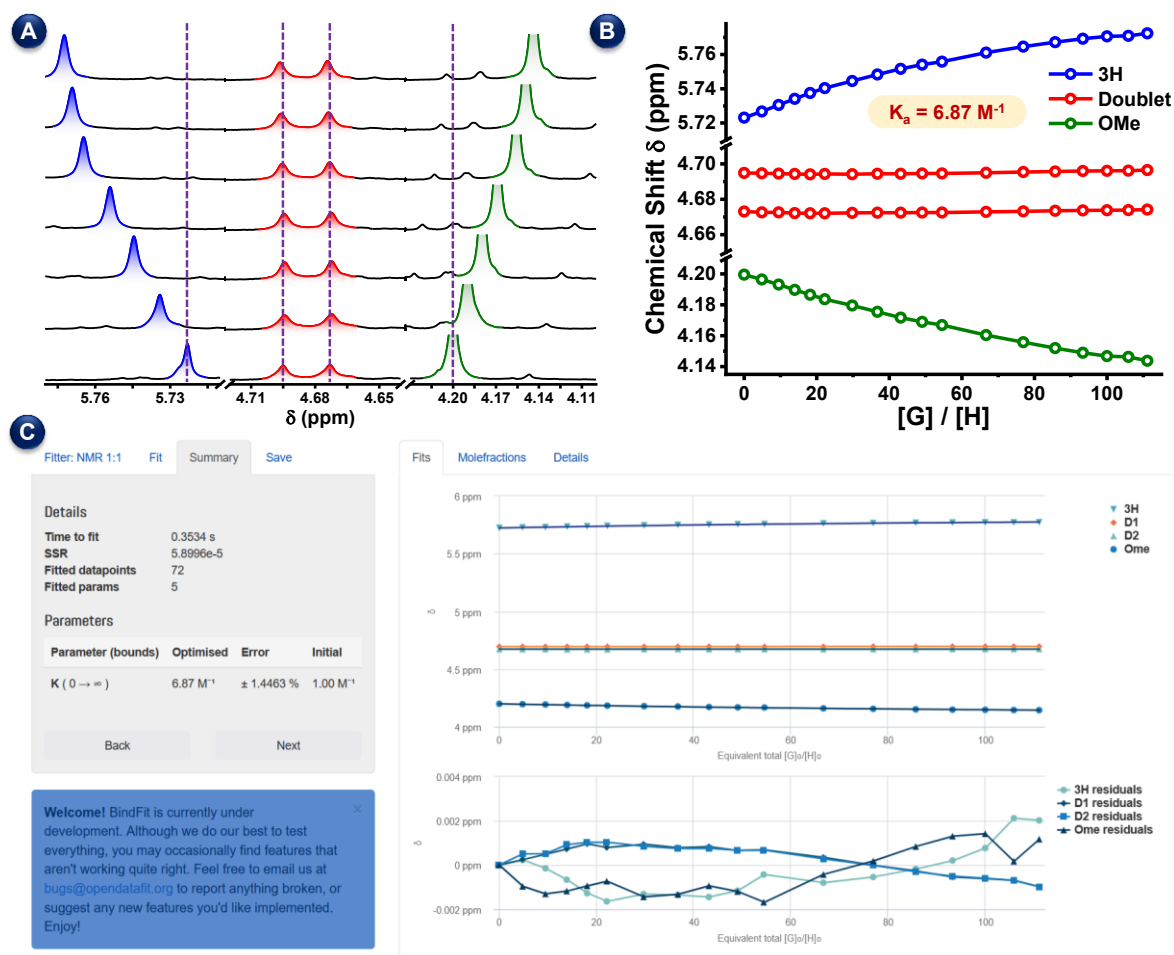 A
5.76 5.73 4.71 4.68 4.65 4.20 4.17 4.14 4.11
δ (ppm)
B
Chemical Shift δ (ppm)
5.76
5.74
5.72
4.70
4.68
4.66
4.20
4.18
4.16
4.14
3H
Doublet
OMe
Ka = 6.87 M-1
0 20 40 60 80 100
[G] / [H]
C
Fitter: NMR 1:1 Fit Summary Save
Details
Time to fit 0.3534 s
SSR 5.8996e-5
Fitted datapoints 72
Fitted params 5
Parameters
Parameter (bounds) Optimised Error Initial
K ( 0 → ∞ ) 6.87 M⁻¹ ± 1.4463 % 1.00 M⁻¹
Back Next
Welcome! BindFit is currently under ×
development. Although we do our best to test
everything, you may occasionally find features that
aren't working quite right. Feel free to email us at
bugs@opendatafit.org to report anything broken, or
suggest any new features you'd like implemented.
Enjoy!
Fits Molefractions Details
6 ppm
5.5 ppm
5 ppm
4.5 ppm
4 ppm
δ
3H
D1
D2
Ome
0 20 40 60 80 100
Equivalent total [G]₀/[H]₀
0.004 ppm
0.002 ppm
0 ppm
-0.002 ppm
δ
3H residuals
D1 residuals
D2 residuals
Ome residuals
0 20 40 60 80 100
Equivalent total [G]₀/[H]₀